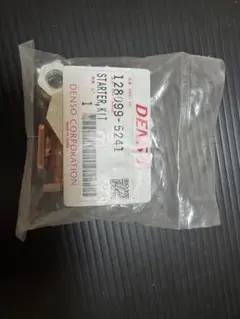 DENSO
128099-5241
STARTER,KIT
1
DENSO CORPORATION